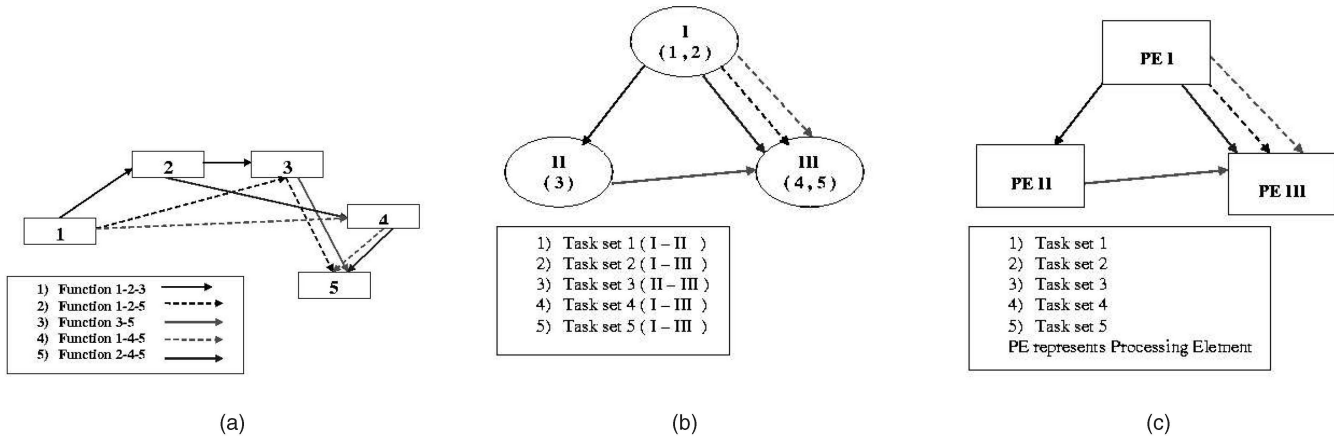 2
3
1
4
5
1) Function 1-2-3
2) Function 1-2-5
3) Function 3-5
4) Function 1-4-5
5) Function 2-4-5
(a)
I
(1,2)
II
(3)
III
(4,5)
1) Task set 1 (I – II)
2) Task set 2 (I – III)
3) Task set 3 (II – III)
4) Task set 4 (I – III)
5) Task set 5 (I – III)
(b)
PE I
PE II
PE III
1) Task set 1
2) Task set 2
3) Task set 3
4) Task set 4
5) Task set 5
PE represents Processing Element
(c)